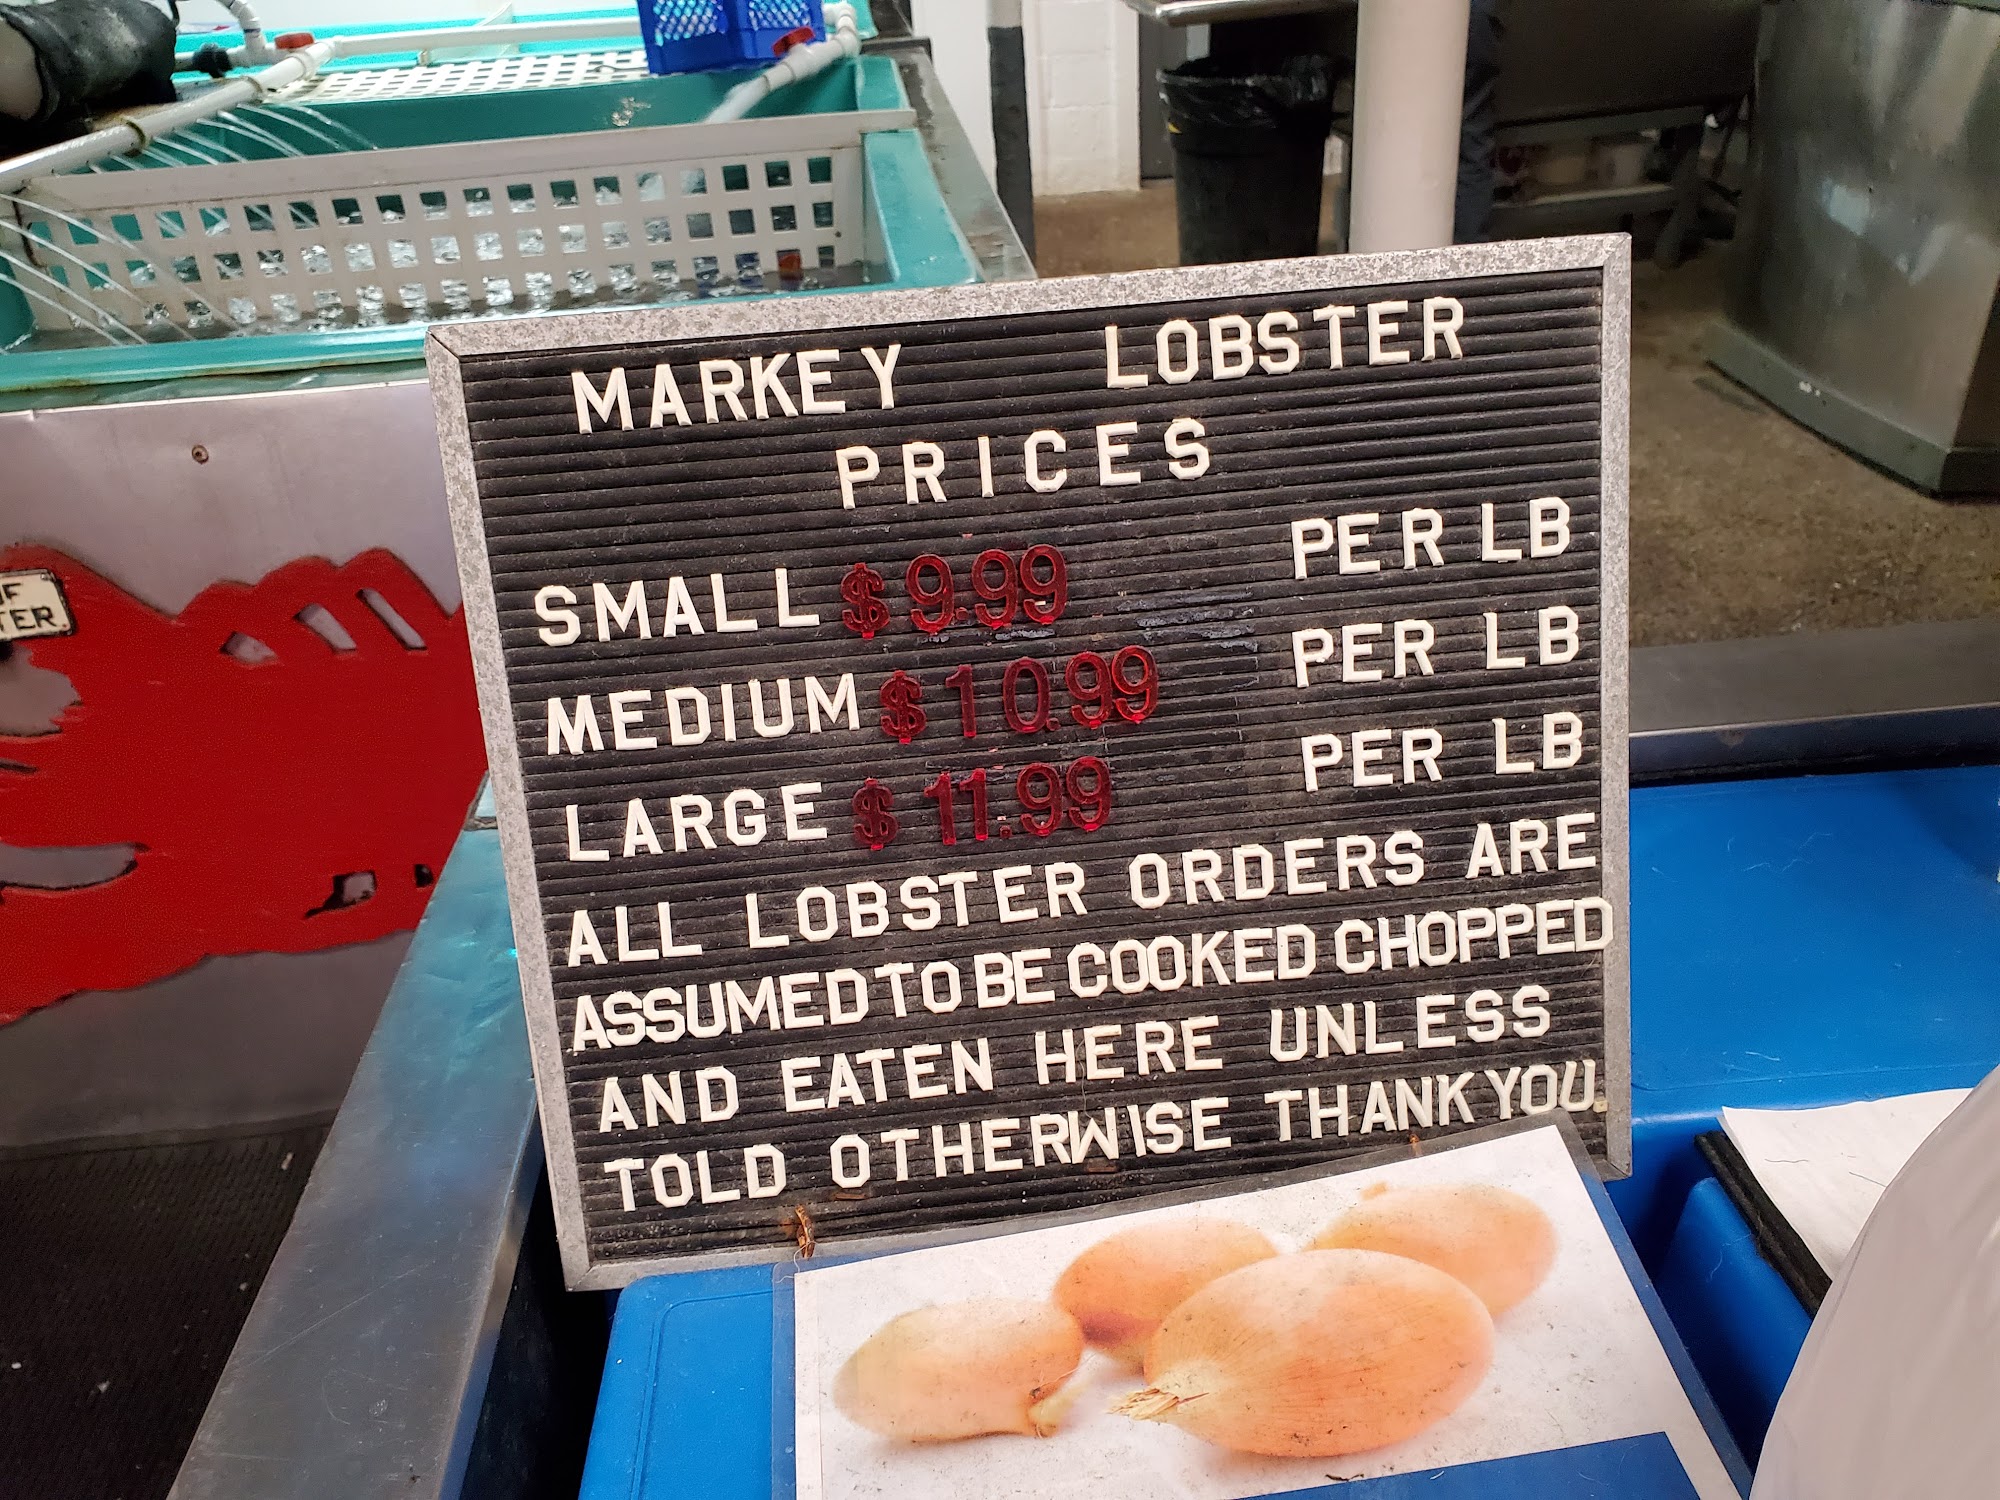 MARKEY LOBSTER
PRICES
SMALL $ 9.99 PER LB
MEDIUM $ 10.99 PER LB
LARGE $ 11.99 PER LB
ALL LOBSTER ORDERS ARE
ASSUMED TO BE COOKED CHOPPED
AND EATEN HERE UNLESS
TOLD OTHERWISE THANK YOU.